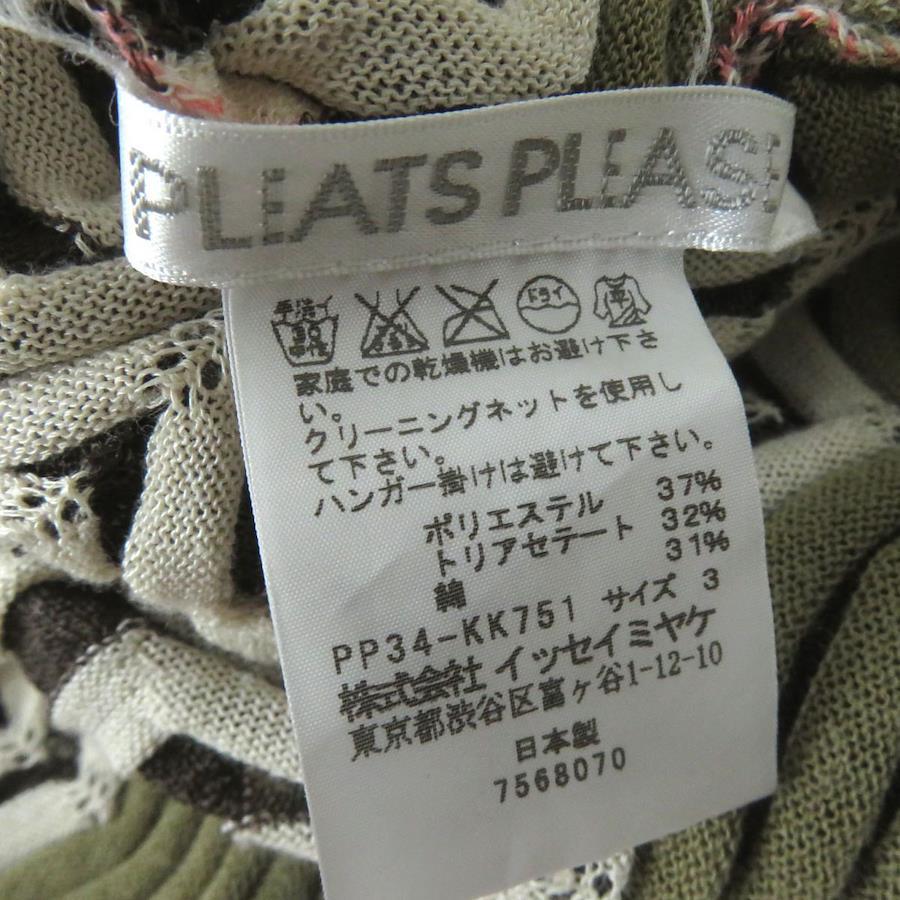 PLEATS PLEASE
手洗イ
30
中性
ドライ
平
家庭での乾燥機はお避け下さ
い。
クリーニングネットを使用し
て下さい。
ハンガー掛けは避けて下さい。
ポリエステル 37%
トリアセテート 32%
綿 31%
PP34-KK751 サイズ 3
株式会社 イッセイミヤケ
東京都渋谷区富ヶ谷1-12-10
日本製
7568070